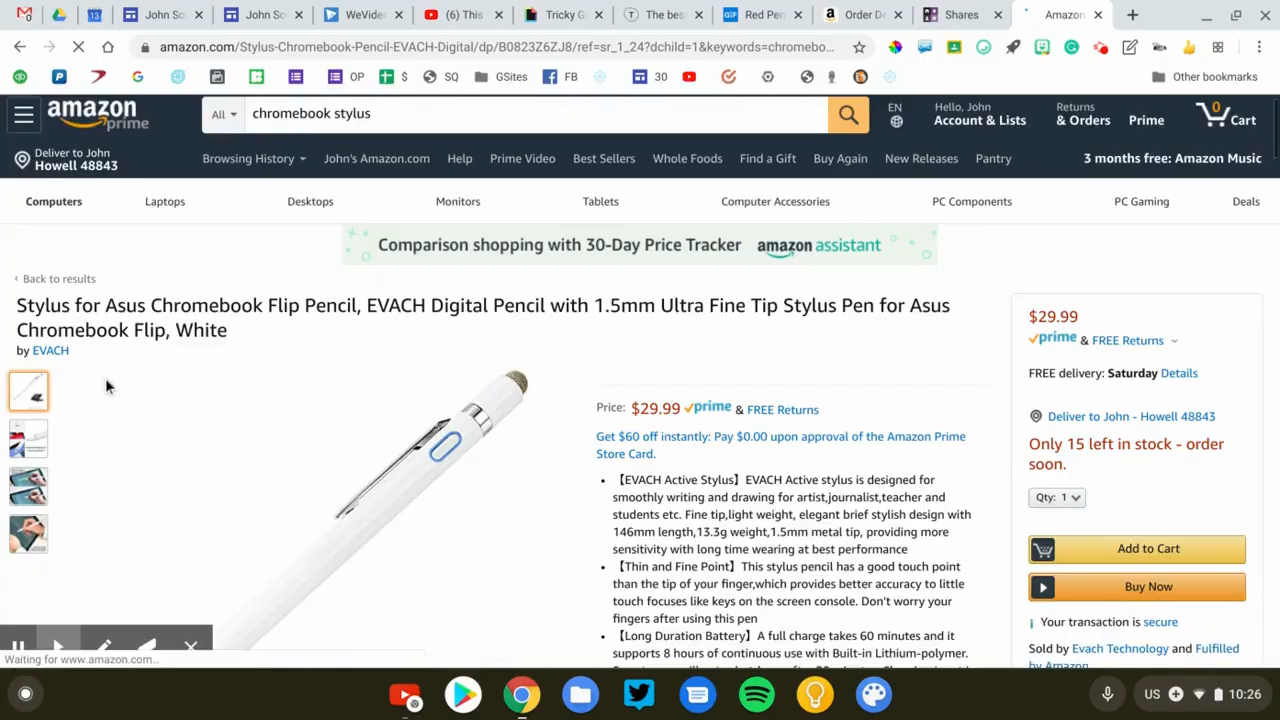 John So
John So
WeVide
(6) This
Tricky G
The best
Red Pen
Order De
Shares
Amazon
amazon.com/Stylus-Chromebook-Pencil-EVACH-Digital/dp/B0823Z6ZJ8/ref=sr_1_24?dchild=1&keywords=chromebo...
OP
$
SQ
GSites
FB
30
Other bookmarks
amazon prime
All
chromebook stylus
EN
Hello, John
Account & Lists
Returns
& Orders
Prime
0
Cart
Deliver to John
Howell 48843
Browsing History
John's Amazon.com
Help
Prime Video
Best Sellers
Whole Foods
Find a Gift
Buy Again
New Releases
Pantry
3 months free: Amazon Music
Computers
Laptops
Desktops
Monitors
Tablets
Computer Accessories
PC Components
PC Gaming
Deals
Comparison shopping with 30-Day Price Tracker amazon assistant
‹ Back to results
Stylus for Asus Chromebook Flip Pencil, EVACH Digital Pencil with 1.5mm Ultra Fine Tip Stylus Pen for Asus
Chromebook Flip, White
by EVACH
Price: $29.99 prime & FREE Returns
Get $60 off instantly: Pay $0.00 upon approval of the Amazon Prime
Store Card.
• 【EVACH Active Stylus】EVACH Active stylus is designed for
smoothly writing and drawing for artist,journalist,teacher and
students etc. Fine tip,light weight, elegant brief stylish design with
146mm length,13.3g weight,1.5mm metal tip, providing more
sensitivity with long time wearing at best performance
• 【Thin and Fine Point】This stylus pencil has a good touch point
than the tip of your finger,which provides better accuracy to little
touch focuses like keys on the screen console. Don't worry your
fingers after using this pen
• 【Long Duration Battery】A full charge takes 60 minutes and it
supports 8 hours of continuous use with Built-in Lithium-polymer.
$29.99
prime & FREE Returns
FREE delivery: Saturday Details
Deliver to John - Howell 48843
Only 15 left in stock - order
soon.
Qty: 1
Add to Cart
Buy Now
Your transaction is secure
Sold by Evach Technology and Fulfilled
by Amazon
Waiting for www.amazon.com...
US
10:26